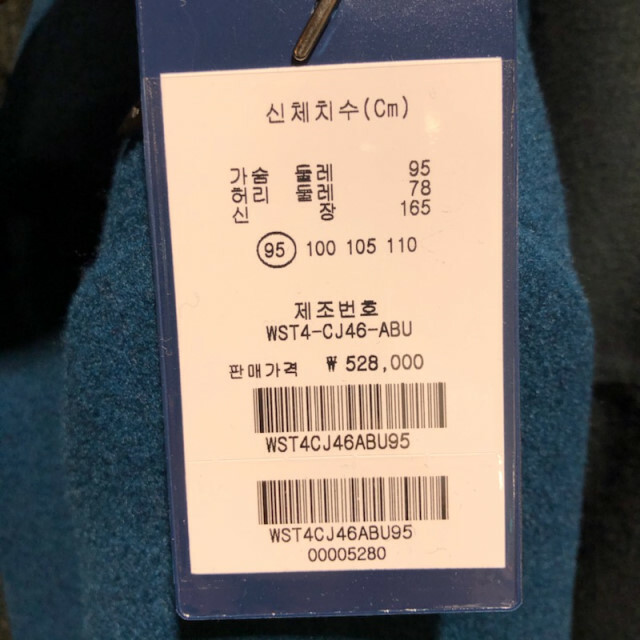 신체치수(Cm)
가슴 둘레 95
허리 둘레 78
신 장 165
95 100 105 110
제조번호
WST4-CJ46-ABU
판매가격 ₩ 528,000
WST4CJ46ABU95
WST4CJ46ABU95
00005280